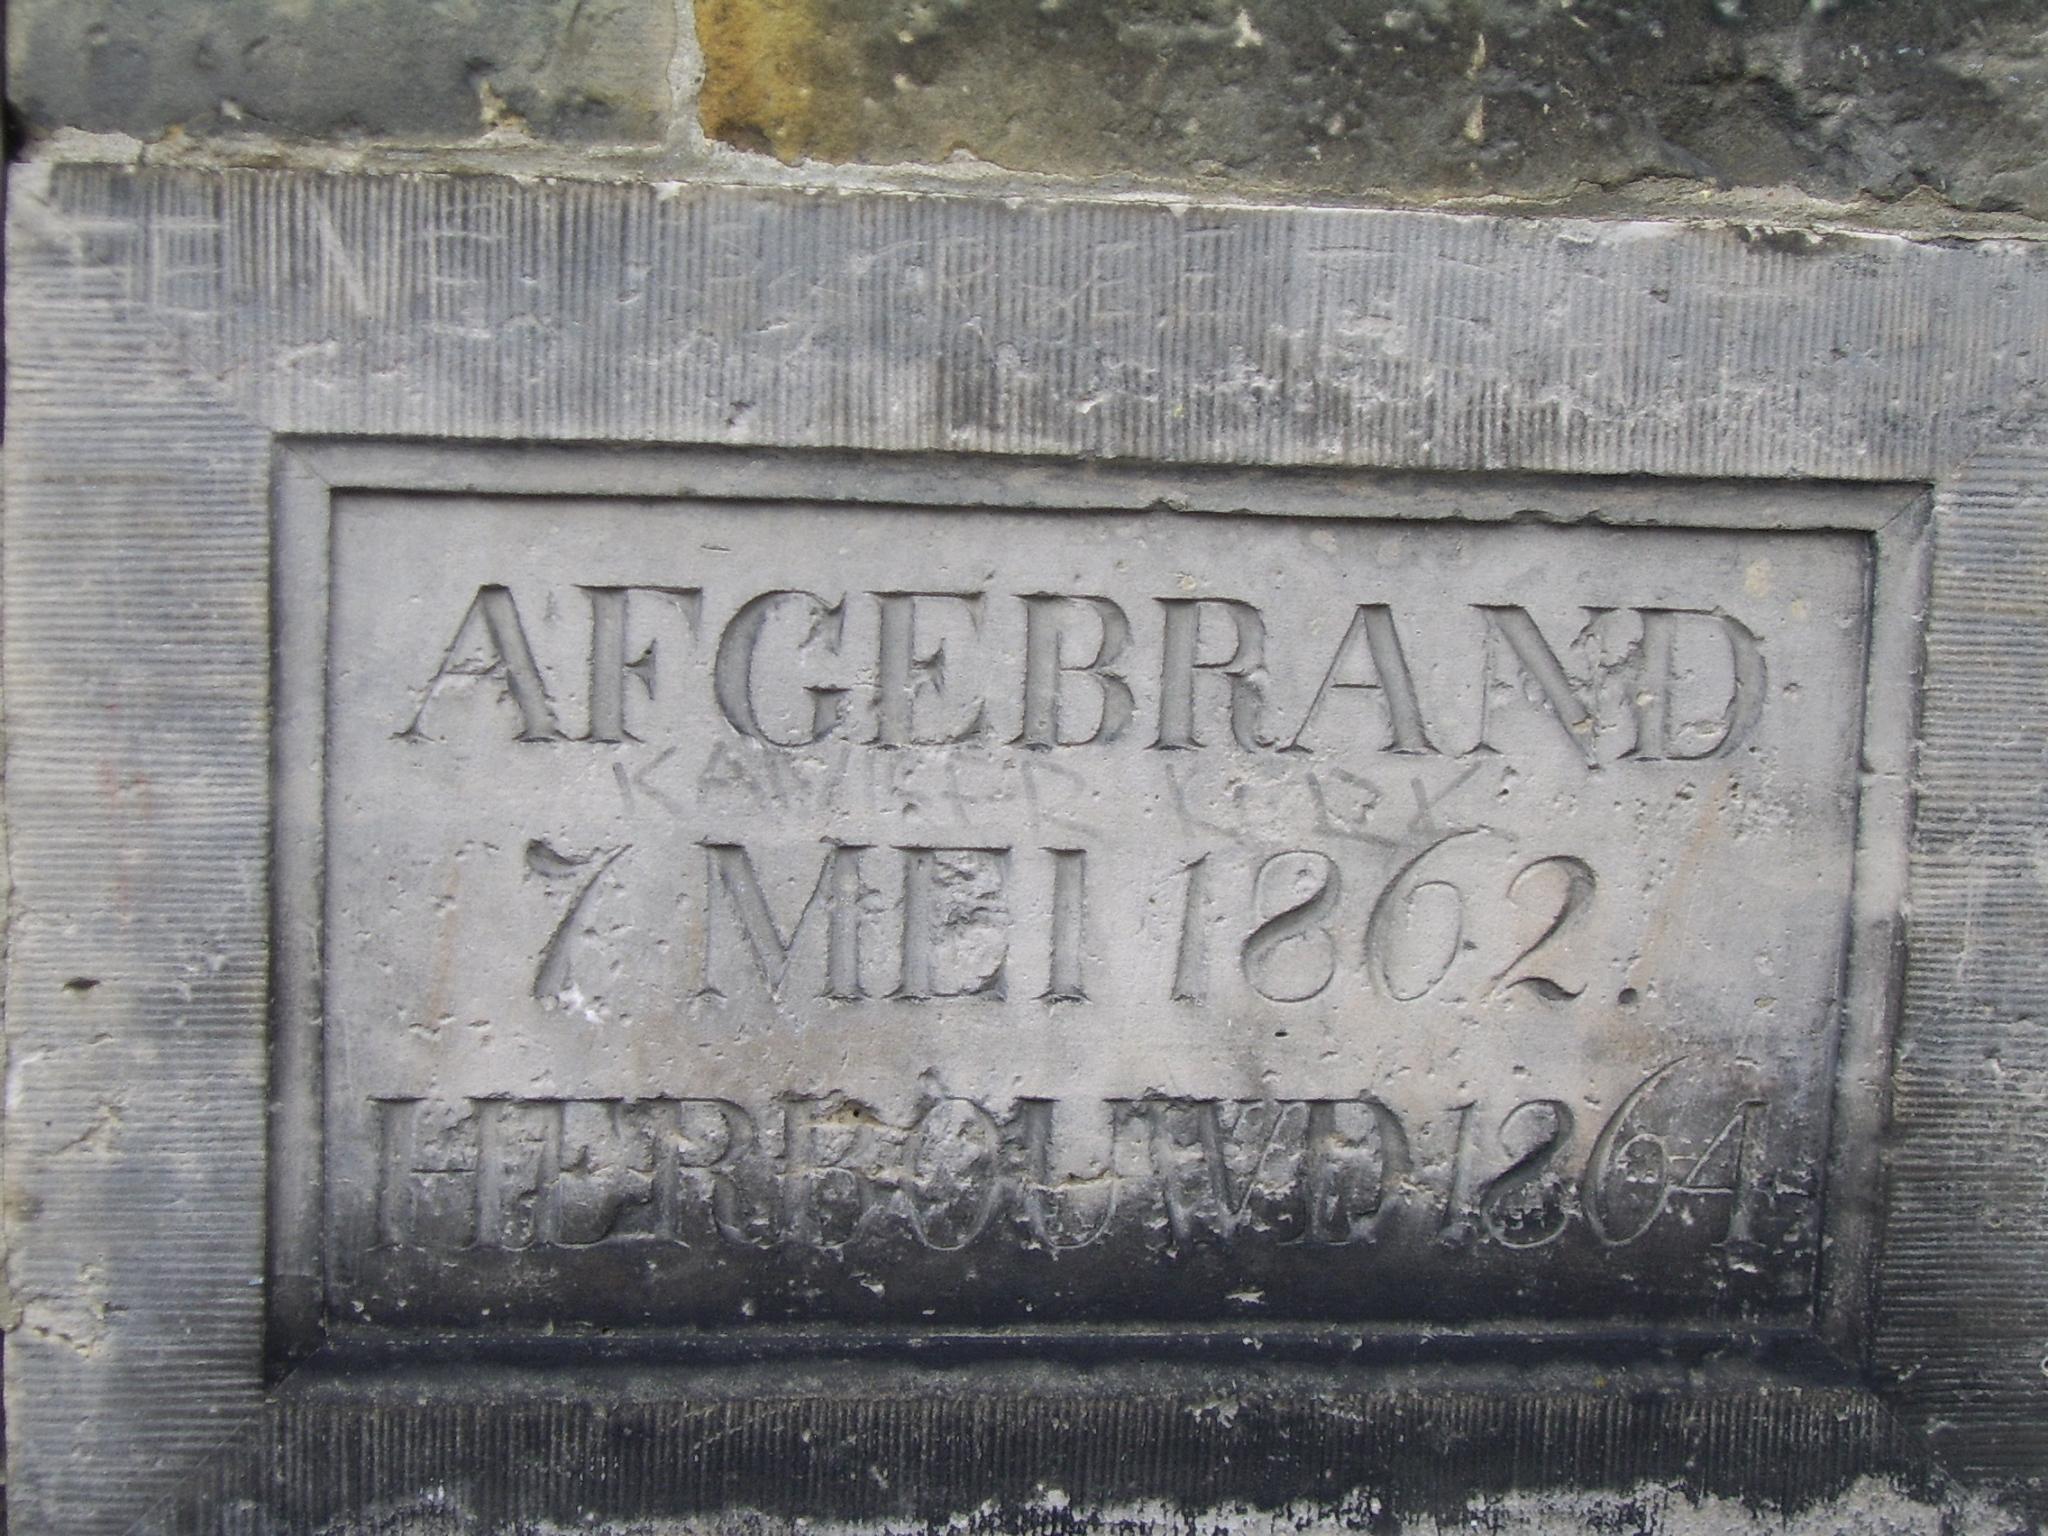 AFGEBRAND
7 MEI 1862.
HERBOUWD 1864